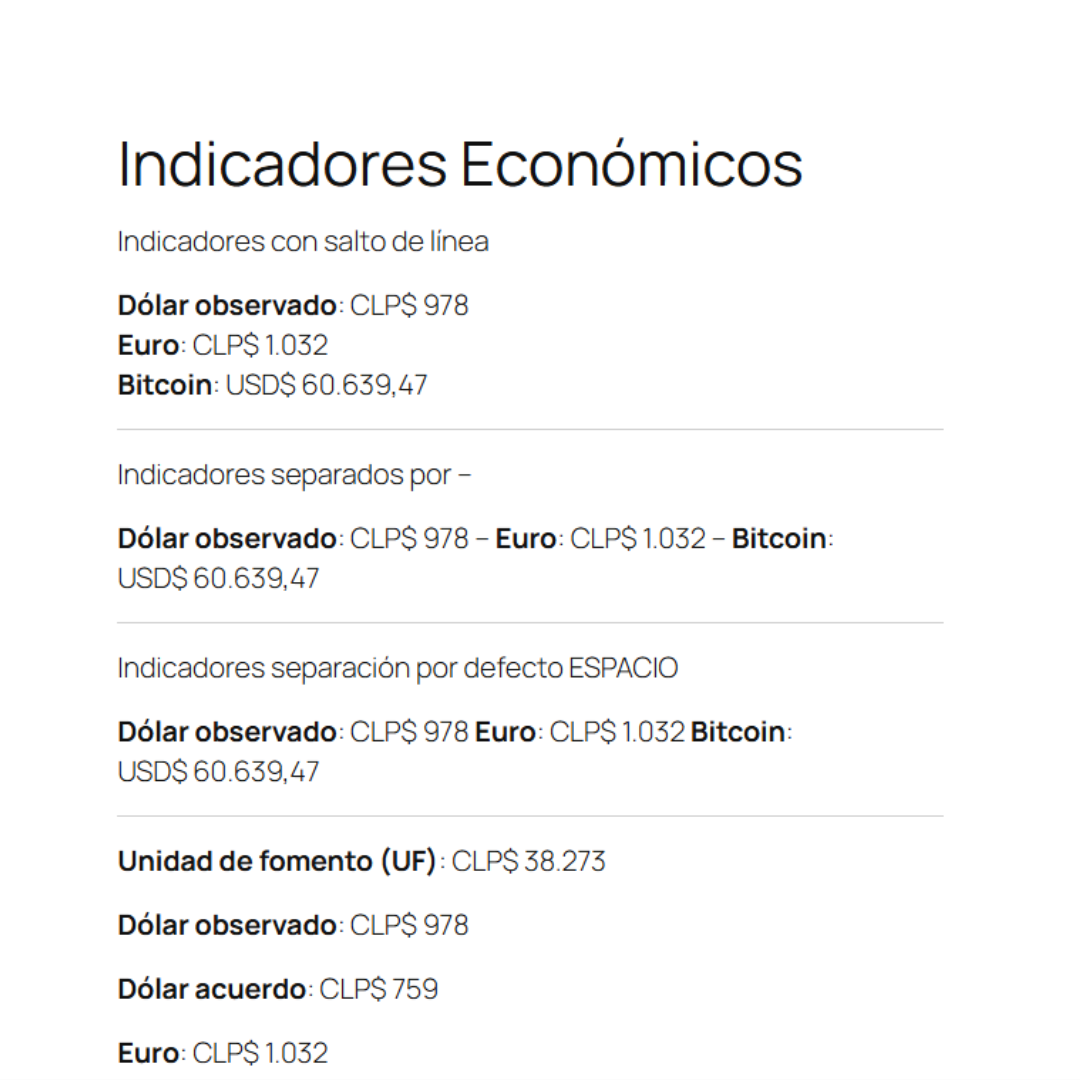 Indicadores Económicos
Indicadores con salto de línea
Dólar observado: CLP$ 978
Euro: CLP$ 1.032
Bitcoin: USD$ 60.639,47
Indicadores separados por –
Dólar observado: CLP$ 978 – Euro: CLP$ 1.032 – Bitcoin:
USD$ 60.639,47
Indicadores separación por defecto ESPACIO
Dólar observado: CLP$ 978 Euro: CLP$ 1.032 Bitcoin:
USD$ 60.639,47
Unidad de fomento (UF): CLP$ 38.273
Dólar observado: CLP$ 978
Dólar acuerdo: CLP$ 759
Euro: CLP$ 1.032